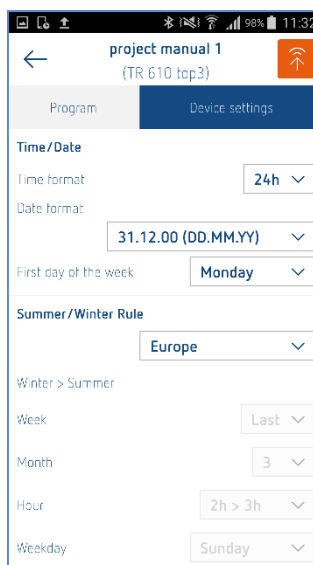 98% 11:32
project manual 1
(TR 610 top3)
Program Device settings
Time/Date
Time format 24h
Date format
31.12.00 (DD.MM.YY)
First day of the week Monday
Summer/Winter Rule
Europe
Winter > Summer
Week Last
Month 3
Hour 2h > 3h
Weekday Sunday